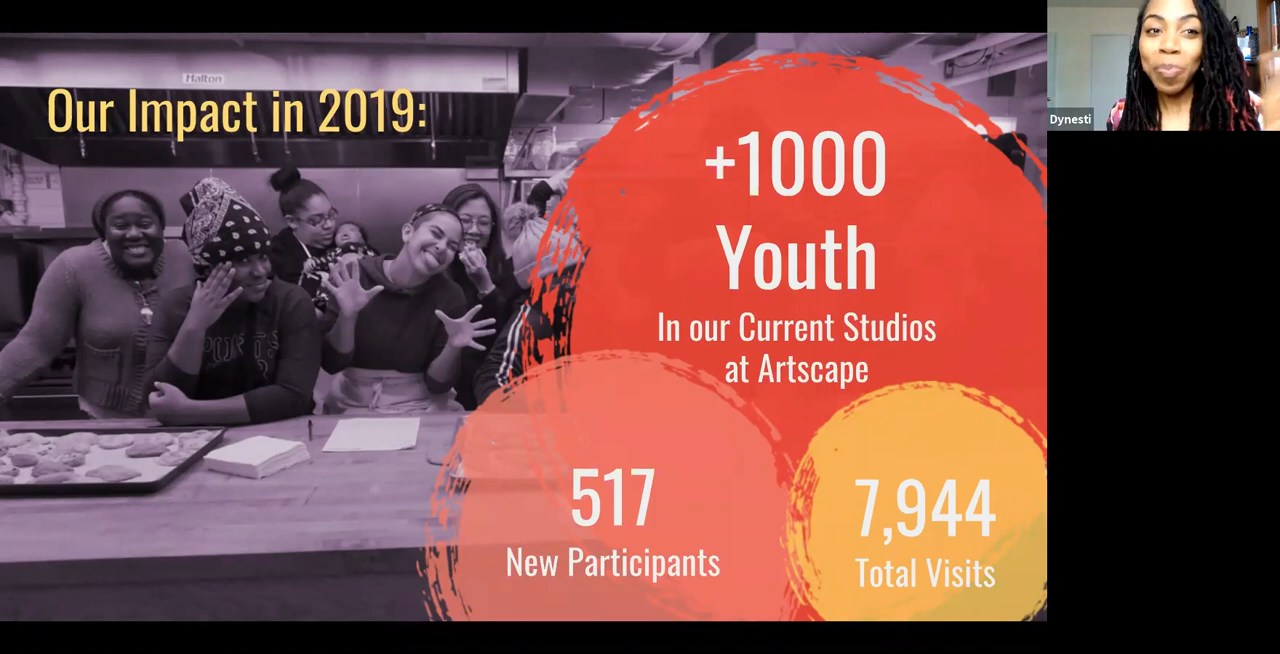 Halton
Our Impact in 2019:
+1000
Youth
In our Current Studios
at Artscape
517
New Participants
7,944
Total Visits
Dynesti